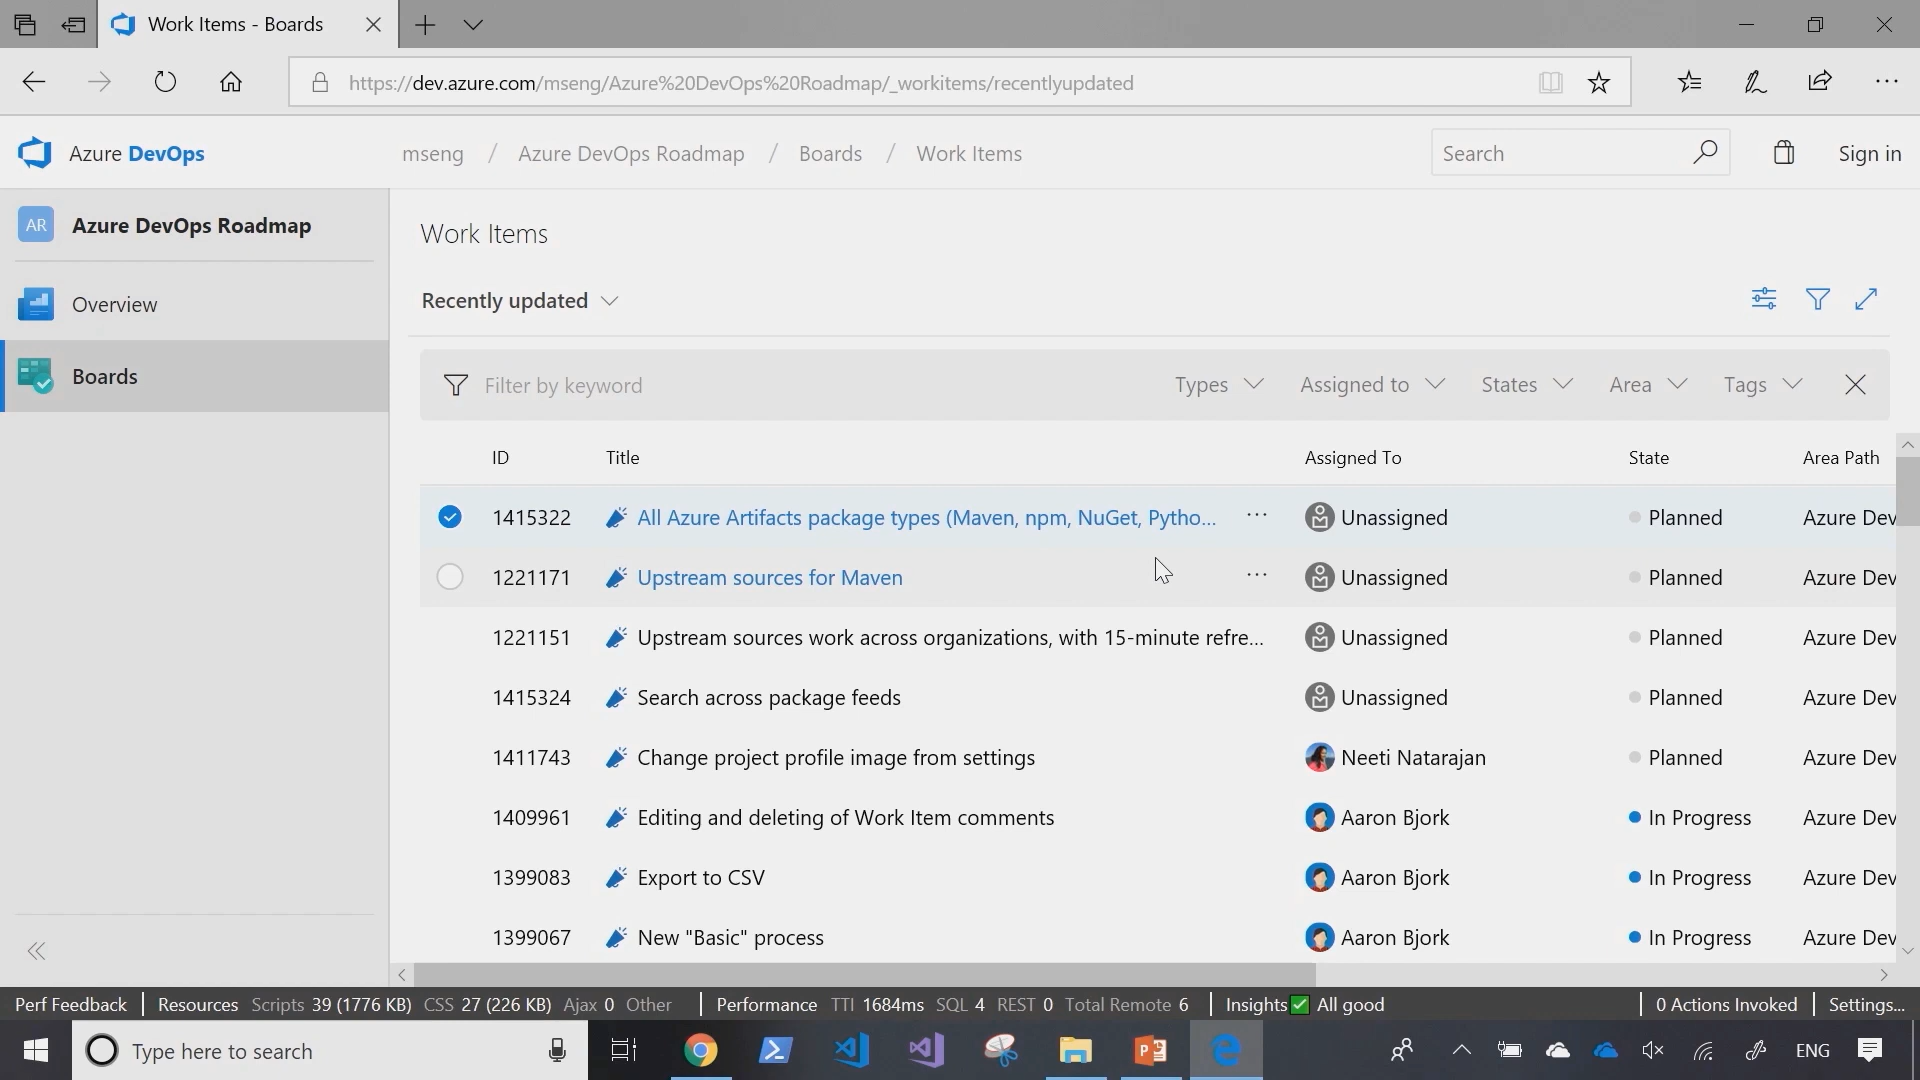 Work Items - Boards
https://dev.azure.com/mseng/Azure%20DevOps%20Roadmap/_workitems/recentlyupdated
Azure DevOps
mseng / Azure DevOps Roadmap / Boards / Work Items
Search
Sign in
AR
Azure DevOps Roadmap
Overview
Boards
Work Items
Recently updated
Filter by keyword
Types
Assigned to
States
Area
Tags
ID Title Assigned To State Area Path
1415322 All Azure Artifacts package types (Maven, npm, NuGet, Pytho... ... Unassigned Planned Azure Dev
1221171 Upstream sources for Maven ... Unassigned Planned Azure Dev
1221151 Upstream sources work across organizations, with 15-minute refre... Unassigned Planned Azure Dev
1415324 Search across package feeds Unassigned Planned Azure Dev
1411743 Change project profile image from settings Neeti Natarajan Planned Azure Dev
1409961 Editing and deleting of Work Item comments Aaron Bjork In Progress Azure Dev
1399083 Export to CSV Aaron Bjork In Progress Azure Dev
1399067 New "Basic" process Aaron Bjork In Progress Azure Dev
Perf Feedback | Resources Scripts 39 (1776 KB) CSS 27 (226 KB) Ajax 0 Other | Performance TTI 1684ms SQL 4 REST 0 Total Remote 6 | Insights All good | 0 Actions Invoked | Settings...
Type here to search
ENG